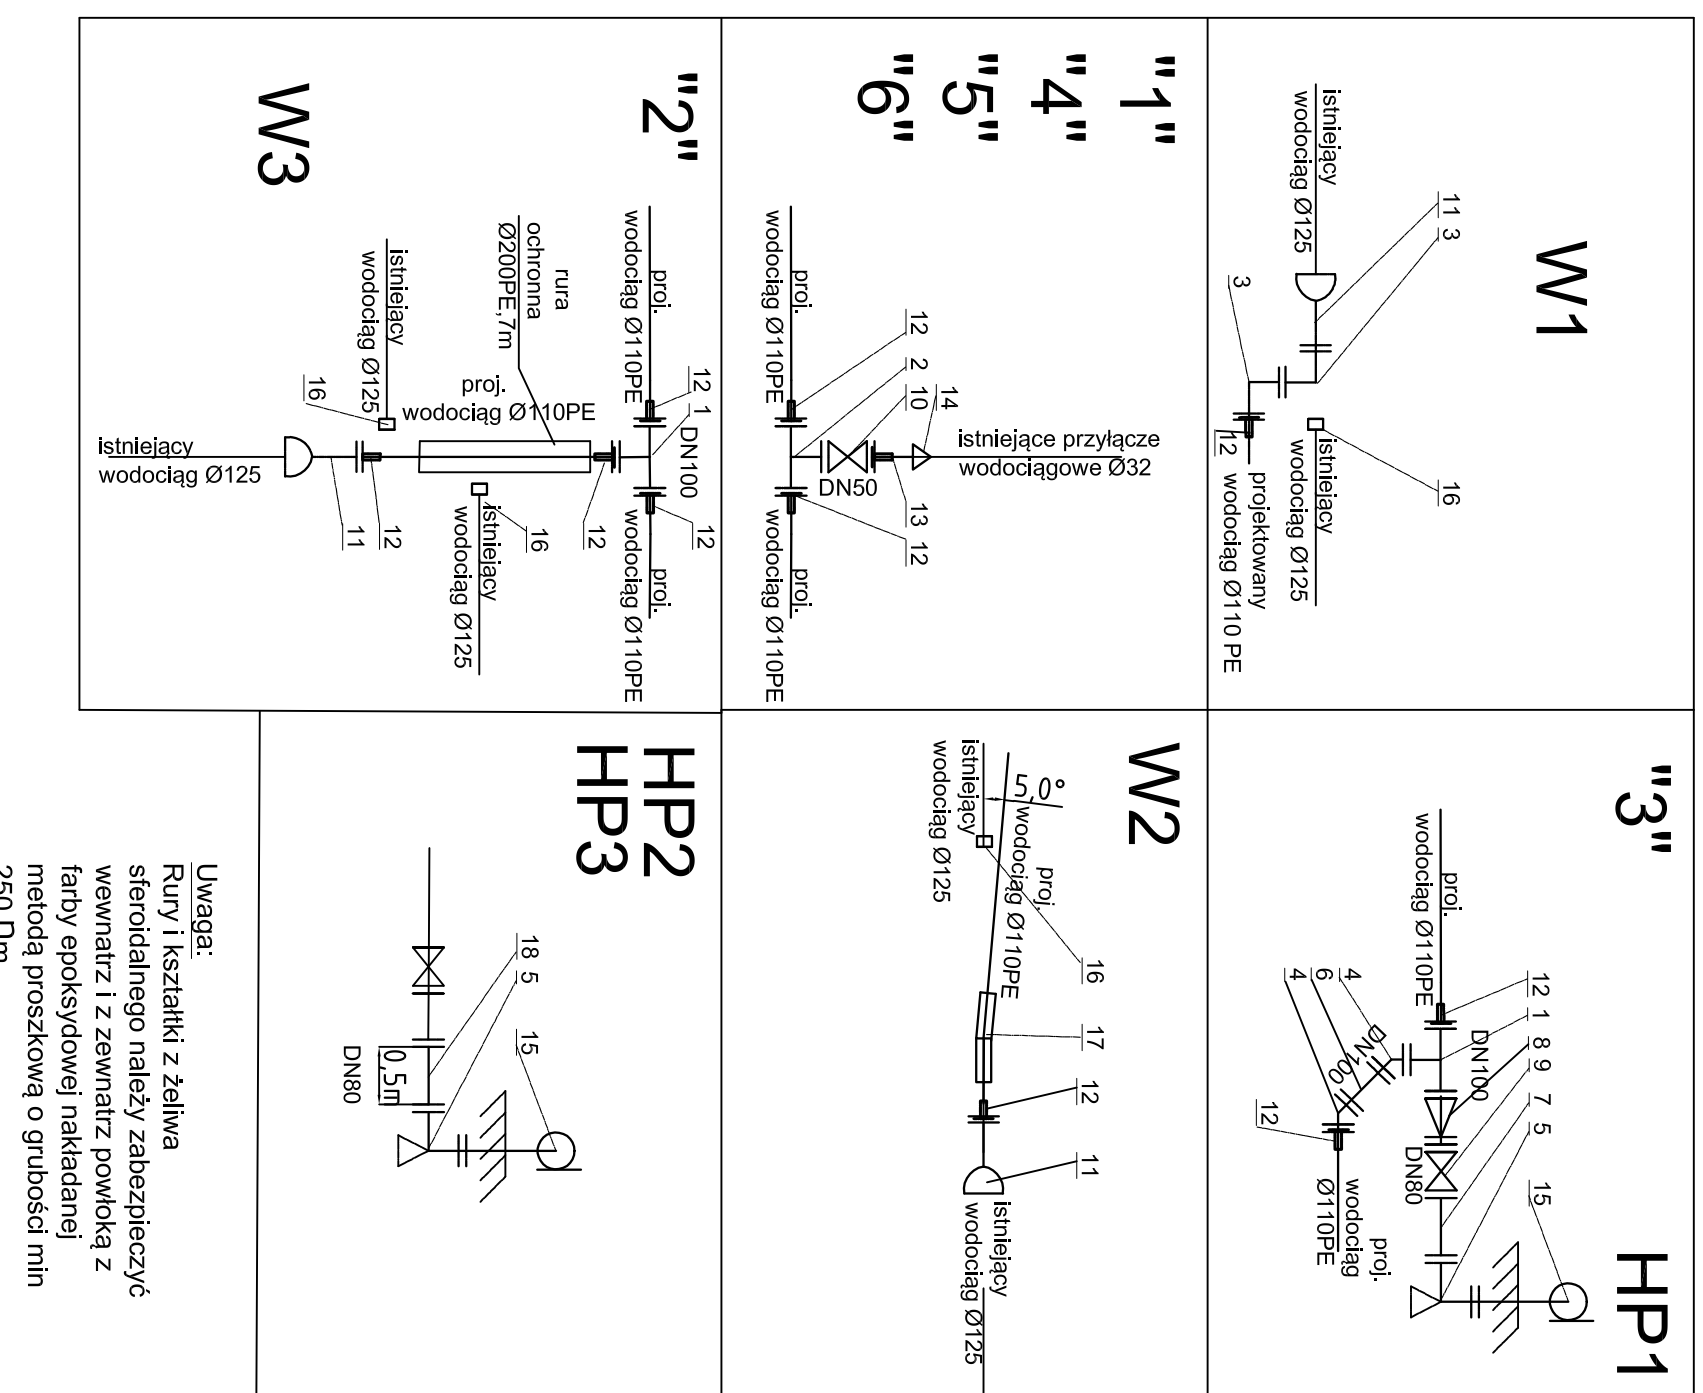 W1
istniejący
wodociąg Ø125
11
3
3
12
projektowany
wodociąg Ø110 PE
istniejący
wodociąg Ø125
16
"3"
HP1
proj.
wodociąg Ø110PE
12
1
8
9
7
5
15
DN100
DN80
4
6
4
DN100
12
proj.
wodociąg
Ø110PE
"1"
"4"
"5"
"6"
proj.
wodociąg Ø110PE
12
2
10
14
istniejące przyłącze
wodociągowe Ø32
DN50
13
12
proj.
wodociąg Ø110PE
W2
5,0°
istniejący
wodociąg Ø125
proj.
wodociąg Ø110PE
16
17
12
11
istniejący
wodociąg Ø125
"2"
W3
proj.
wodociąg Ø110PE
12
1
DN100
12
proj.
wodociąg Ø110PE
rura
ochronna
Ø200PE,7m
proj.
wodociąg Ø110PE
12
istniejący
wodociąg Ø125
16
istniejący
wodociąg Ø125
11
12
16
istniejący
wodociąg Ø125
HP2
HP3
18
5
15
0,5m
DN80
Uwaga:
Rury i kształtki z żeliwa
sferoidalnego należy zabezpieczyć
wewnatrz i z zewnatrz powłoką z
farby epoksydowej nakładanej
metodą proszkową o grubości min